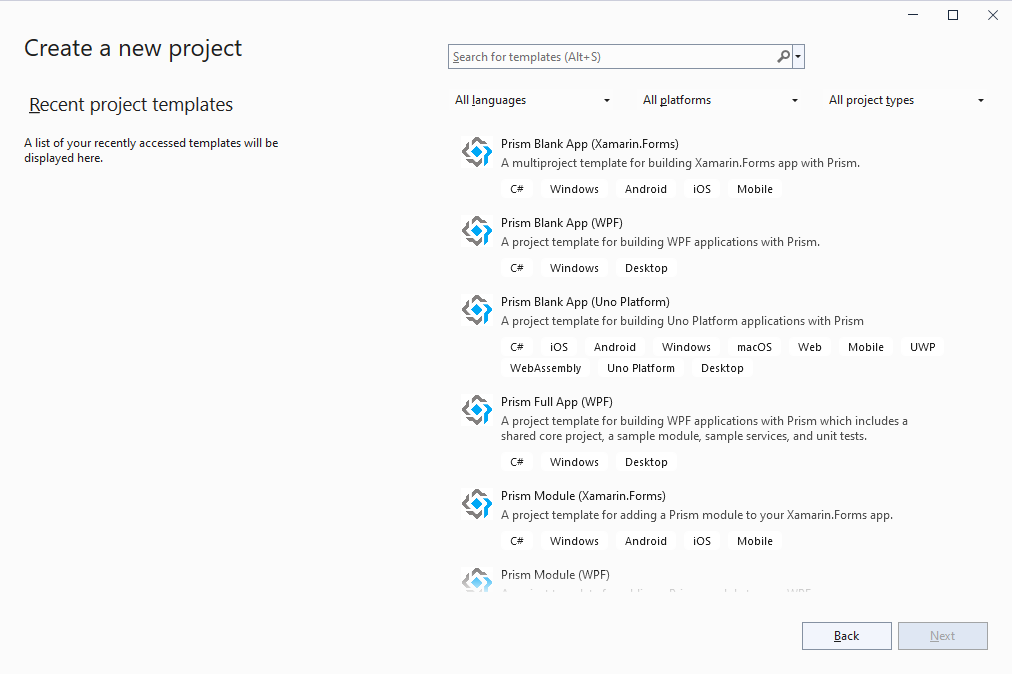 Create a new project
Search for templates (Alt+S)
Recent project templates
A list of your recently accessed templates will be
displayed here.
All languages
All platforms
All project types
Prism Blank App (Xamarin.Forms)
A multiproject template for building Xamarin.Forms app with Prism.
C# Windows Android iOS Mobile
Prism Blank App (WPF)
A project template for building WPF applications with Prism.
C# Windows Desktop
Prism Blank App (Uno Platform)
A project template for building Uno Platform applications with Prism
C# iOS Android Windows macOS Web Mobile UWP
WebAssembly Uno Platform Desktop
Prism Full App (WPF)
A project template for building WPF applications with Prism which includes a
shared core project, a sample module, sample services, and unit tests.
C# Windows Desktop
Prism Module (Xamarin.Forms)
A project template for adding a Prism module to your Xamarin.Forms app.
C# Windows Android iOS Mobile
Prism Module (WPF)
Back
Next